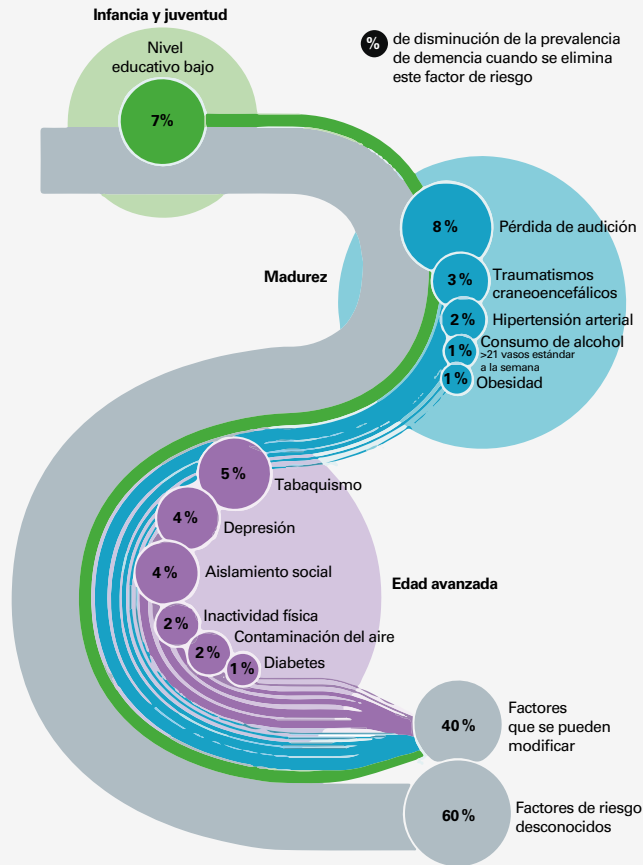 Infancia y juventud
Nivel
educativo bajo
7%
% de disminución de la prevalencia
de demencia cuando se elimina
este factor de riesgo
Madurez
8 %
Pérdida de audición
3 %
Traumatismos
craneoencefálicos
2 %
Hipertensión arterial
1 %
Consumo de alcohol
>21 vasos estándar
a la semana
1 %
Obesidad
5 %
Tabaquismo
4 %
Depresión
4 %
Aislamiento social
Edad avanzada
2 %
Inactividad física
2 %
Contaminación del aire
1 %
Diabetes
40 %
Factores
que se pueden
modificar
60 %
Factores de riesgo
desconocidos